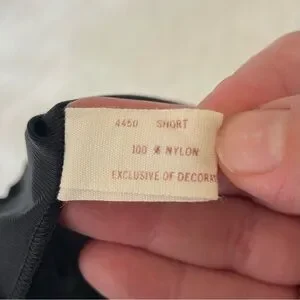 4450 SHORT
100 % NYLON
EXCLUSIVE OF DECORA